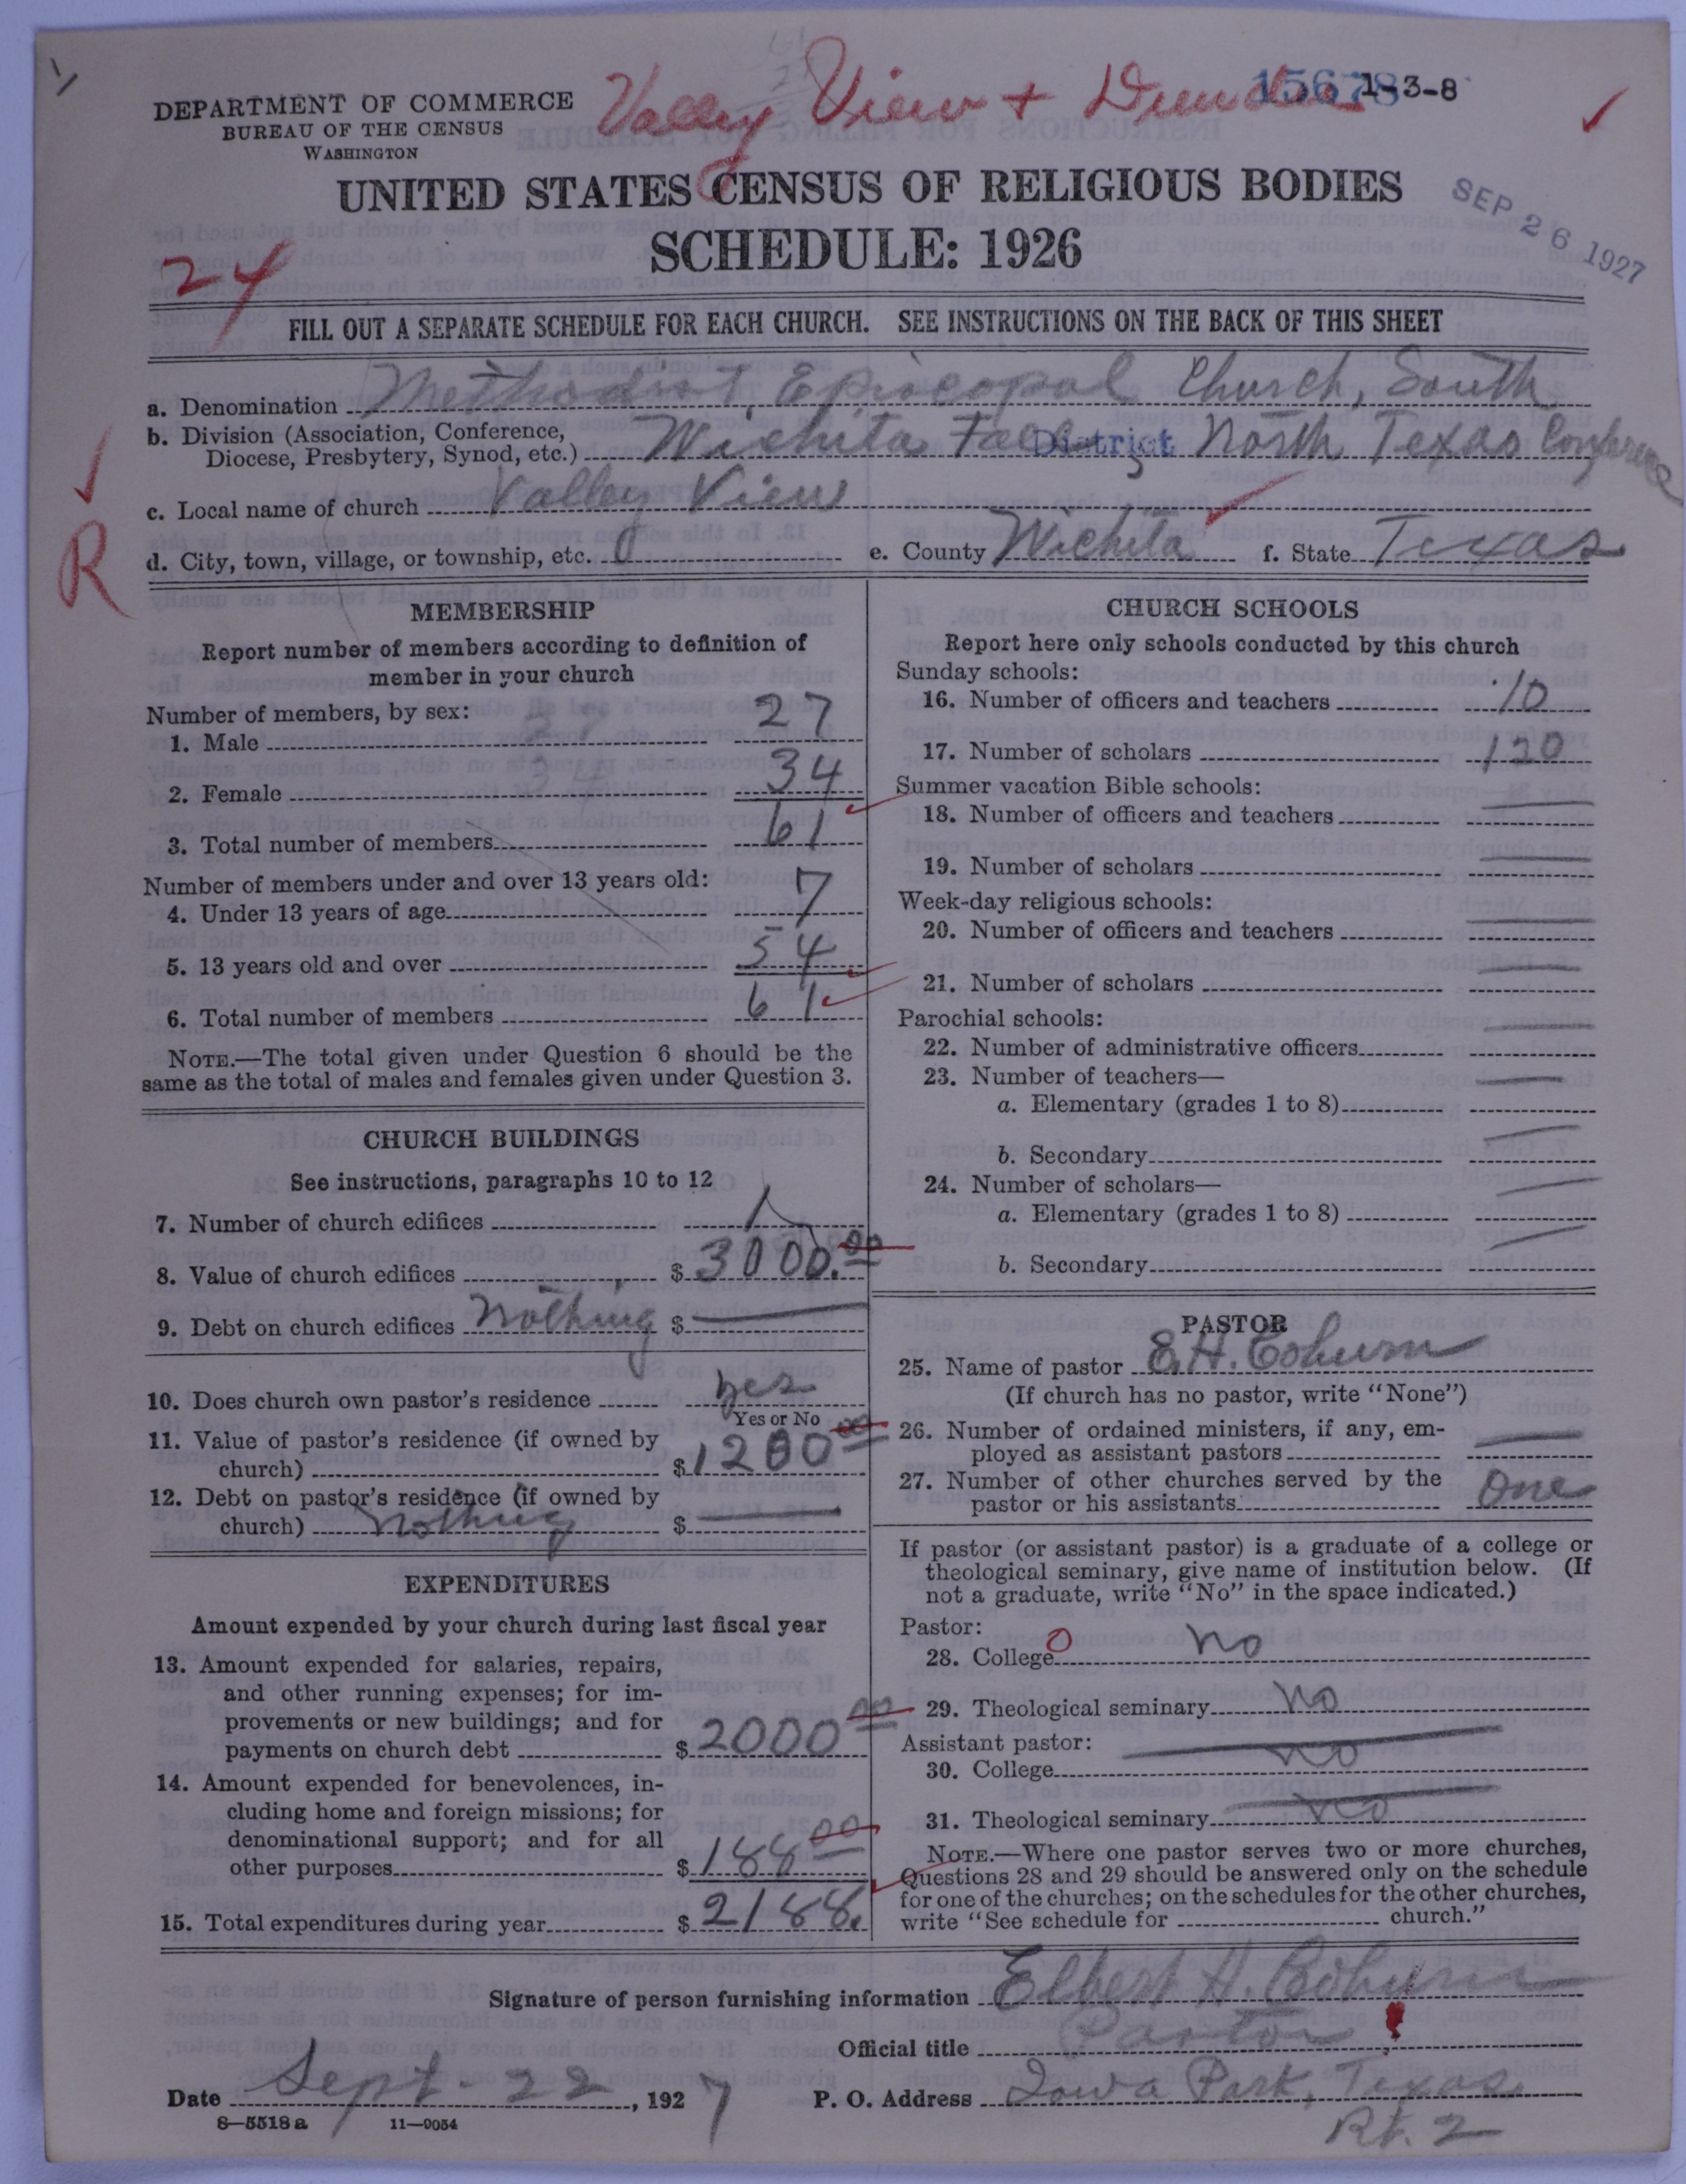 Valley View + 15678 1-3-8
DEPARTMENT OF COMMERCE
BUREAU OF THE CENSUS
WASHINGTON
UNITED STATES CENSUS OF RELIGIOUS BODIES
SCHEDULE: 1926
SEP 26 1927
24
FILL OUT A SEPARATE SCHEDULE FOR EACH CHURCH. SEE INSTRUCTIONS ON THE BACK OF THIS SHEET
a. Denomination Methodist Episcopal Church, South
b. Division (Association, Conference, Diocese, Presbytery, Synod, etc.) Wichita Falls District North Texas Conference
c. Local name of church Valley View
R
d. City, town, village, or township, etc. e. County Wichita f. State Texas
MEMBERSHIP
Report number of members according to definition of
member in your church
Number of members, by sex:
1. Male 27
2. Female 34
3. Total number of members 61
Number of members under and over 13 years old:
4. Under 13 years of age 7
5. 13 years old and over 54
6. Total number of members 61
NOTE.—The total given under Question 6 should be the
same as the total of males and females given under Question 3.
CHURCH BUILDINGS
See instructions, paragraphs 10 to 12
7. Number of church edifices 1
8. Value of church edifices $ 3000.00
9. Debt on church edifices Nothing $ —
10. Does church own pastor's residence yes
Yes or No
11. Value of pastor's residence (if owned by
church) $ 1200 00
12. Debt on pastor's residence (if owned by
church) Nothing $ —
EXPENDITURES
Amount expended by your church during last fiscal year
13. Amount expended for salaries, repairs,
and other running expenses; for im-
provements or new buildings; and for
payments on church debt $ 2000 00
14. Amount expended for benevolences, in-
cluding home and foreign missions; for
denominational support; and for all
other purposes $ 188 00
15. Total expenditures during year $ 2188.
CHURCH SCHOOLS
Report here only schools conducted by this church
Sunday schools:
16. Number of officers and teachers 10
17. Number of scholars 120
Summer vacation Bible schools:
18. Number of officers and teachers —
19. Number of scholars —
Week-day religious schools:
20. Number of officers and teachers —
21. Number of scholars —
Parochial schools:
22. Number of administrative officers —
23. Number of teachers—
a. Elementary (grades 1 to 8) —
b. Secondary —
24. Number of scholars—
a. Elementary (grades 1 to 8) —
b. Secondary —
PASTOR
25. Name of pastor E.H. Coburn
(If church has no pastor, write "None")
26. Number of ordained ministers, if any, em-
ployed as assistant pastors —
27. Number of other churches served by the
pastor or his assistants One
If pastor (or assistant pastor) is a graduate of a college or
theological seminary, give name of institution below. (If
not a graduate, write "No" in the space indicated.)
Pastor:
28. College 0 No
29. Theological seminary No
Assistant pastor:
30. College No
31. Theological seminary No
NOTE.—Where one pastor serves two or more churches,
Questions 28 and 29 should be answered only on the schedule
for one of the churches; on the schedules for the other churches,
write "See schedule for church."
Signature of person furnishing information Elbert H. Coburn
Official title Pastor
Date Sept. 22, 1927 P. O. Address Iowa Park, Texas
Rt. 2
8—5518a 11—9054